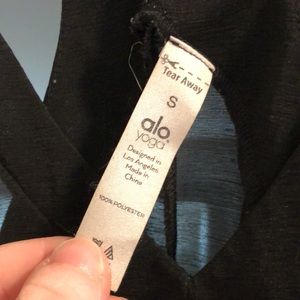 Tear Away
S
alo
yoga®
Designed in
Los Angeles
Made in
China
100% POLYESTER